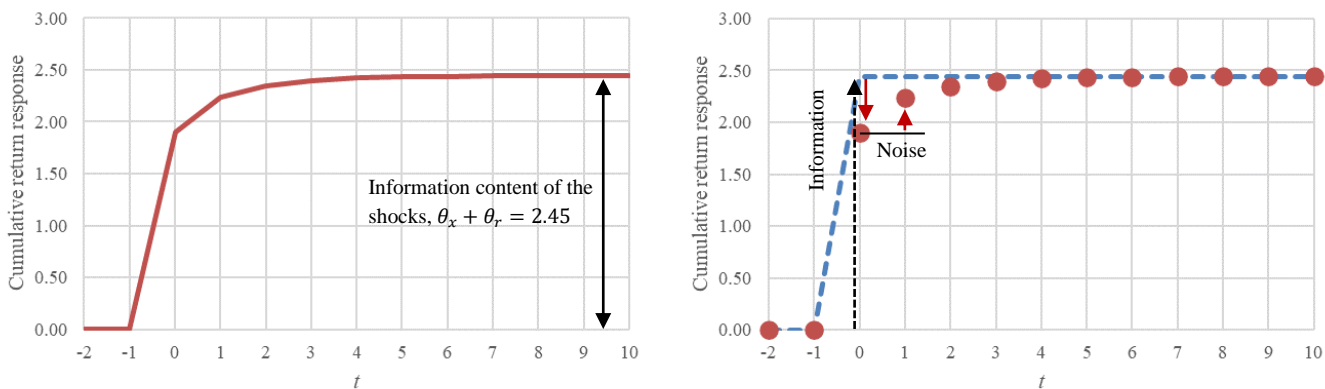 Cumulative return response
3.00
2.50
2.00
1.50
1.00
0.50
0.00
Information content of the
shocks, θx + θr = 2.45
-2 -1 0 1 2 3 4 5 6 7 8 9 10
t
Cumulative return response
3.00
2.50
2.00
1.50
1.00
0.50
0.00
Information
Noise
-2 -1 0 1 2 3 4 5 6 7 8 9 10
t